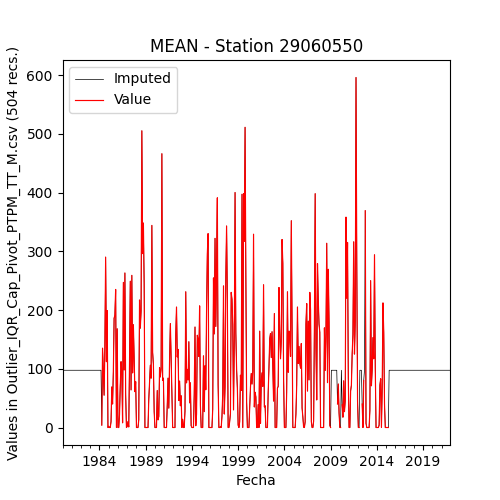 MEAN - Station 29060550
Values in Outlier_IQR_Cap_Pivot_PTPM_TT_M.csv (504 recs.)
600
500
400
300
200
100
0
Imputed
Value
1984 1989 1994 1999 2004 2009 2014 2019
Fecha